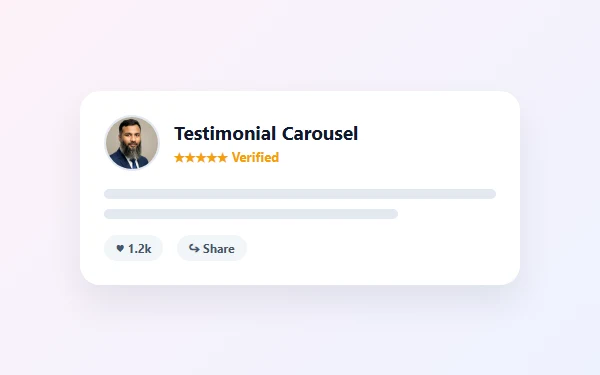 Testimonial Carousel
★★★★★ Verified
♥ 1.2k
↪ Share